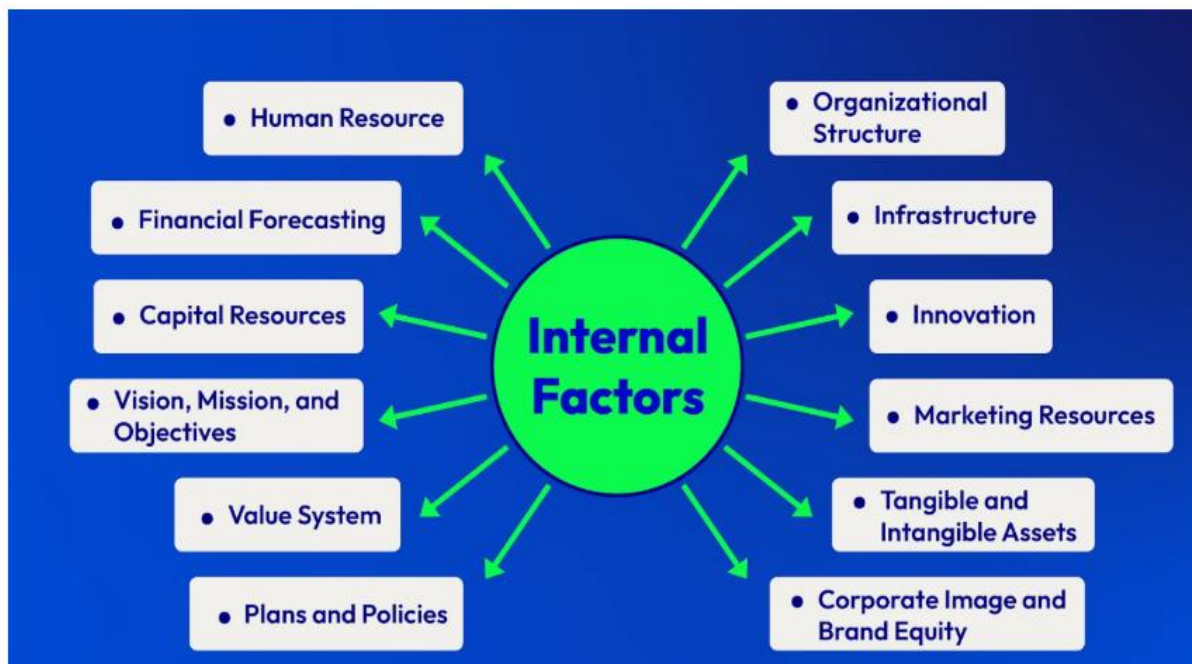 • Human Resource
• Financial Forecasting
• Capital Resources
• Vision, Mission, and
Objectives
• Value System
• Plans and Policies
Internal
Factors
• Organizational
Structure
• Infrastructure
• Innovation
• Marketing Resources
• Tangible and
Intangible Assets
• Corporate Image and
Brand Equity